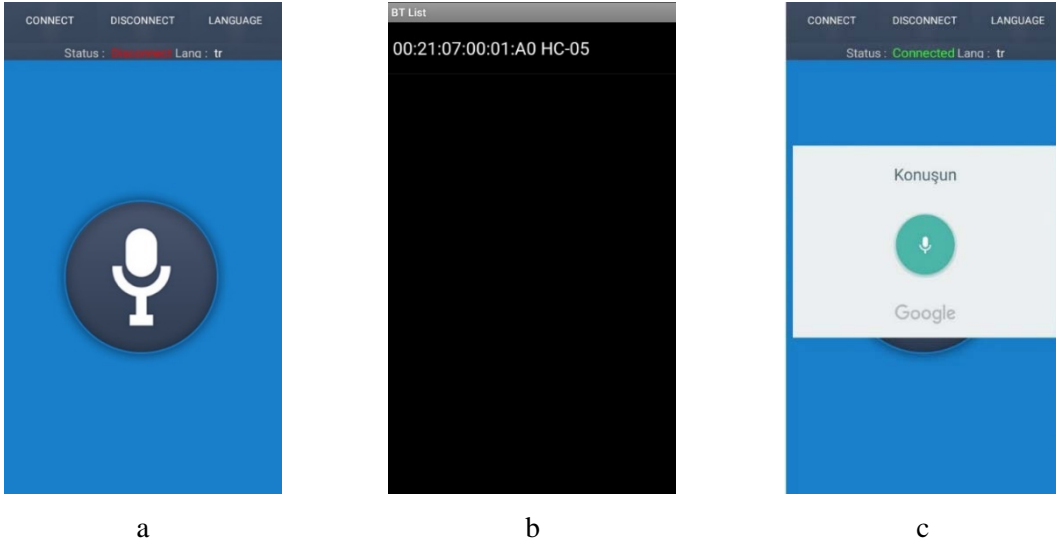 CONNECT DISCONNECT LANGUAGE
Status : Disconnect Lang : tr
a
BT List
00:21:07:00:01:A0 HC-05
b
CONNECT DISCONNECT LANGUAGE
Status : Connected Lang : tr
Konuşun
Google
c